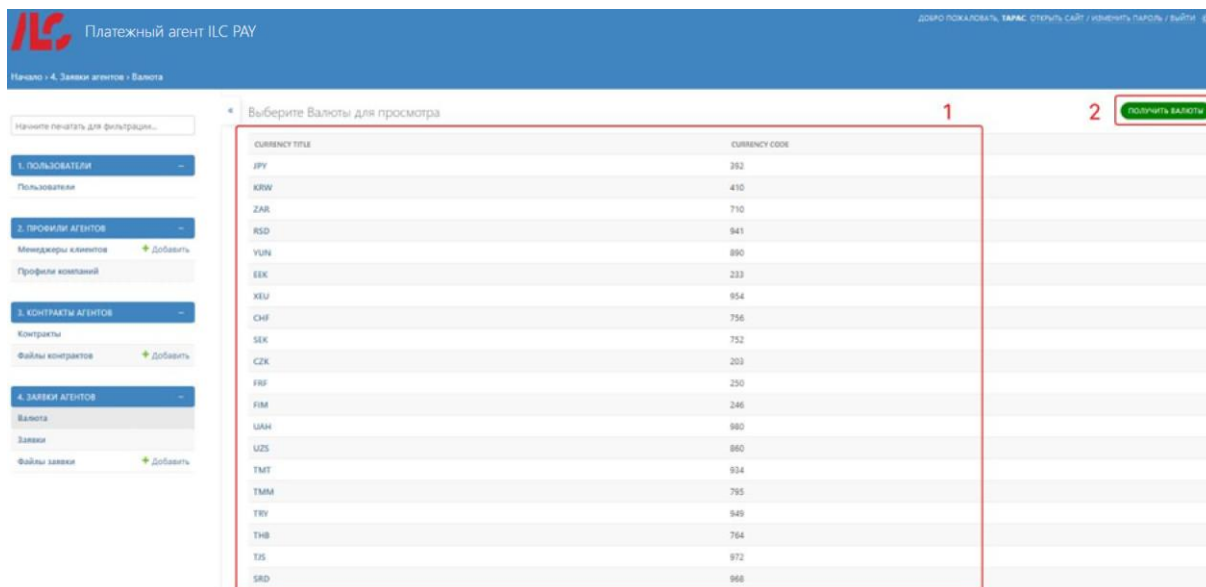 ILC Платежный агент ILC PAY
ДОБРО ПОЖАЛОВАТЬ, ТАРАС ОТКРЫТЬ САЙТ / ИЗМЕНИТЬ ПАРОЛЬ / ВЫЙТИ
Начало › 4. Заявки агентов › Валюта
Начните печатать для фильтрации...
1. ПОЛЬЗОВАТЕЛИ –
Пользователи
2. ПРОФИЛИ АГЕНТОВ –
Менеджеры клиентов + Добавить
Профили компаний
3. КОНТРАКТЫ АГЕНТОВ –
Контракты
Файлы контрактов + Добавить
4. ЗАЯВКИ АГЕНТОВ –
Валюта
Заявки
Файлы заявки + Добавить
«
Выберите Валюты для просмотра
1
2
ПОЛУЧИТЬ ВАЛЮТЫ
CURRENCY TITLE CURRENCY CODE
JPY 392
KRW 410
ZAR 710
RSD 941
YUN 890
EEK 233
XEU 954
CHF 756
SEK 752
CZK 203
FRF 250
FIM 246
UAH 980
UZS 860
TMT 934
TMM 795
TRY 949
THB 764
TJS 972
SRD 968